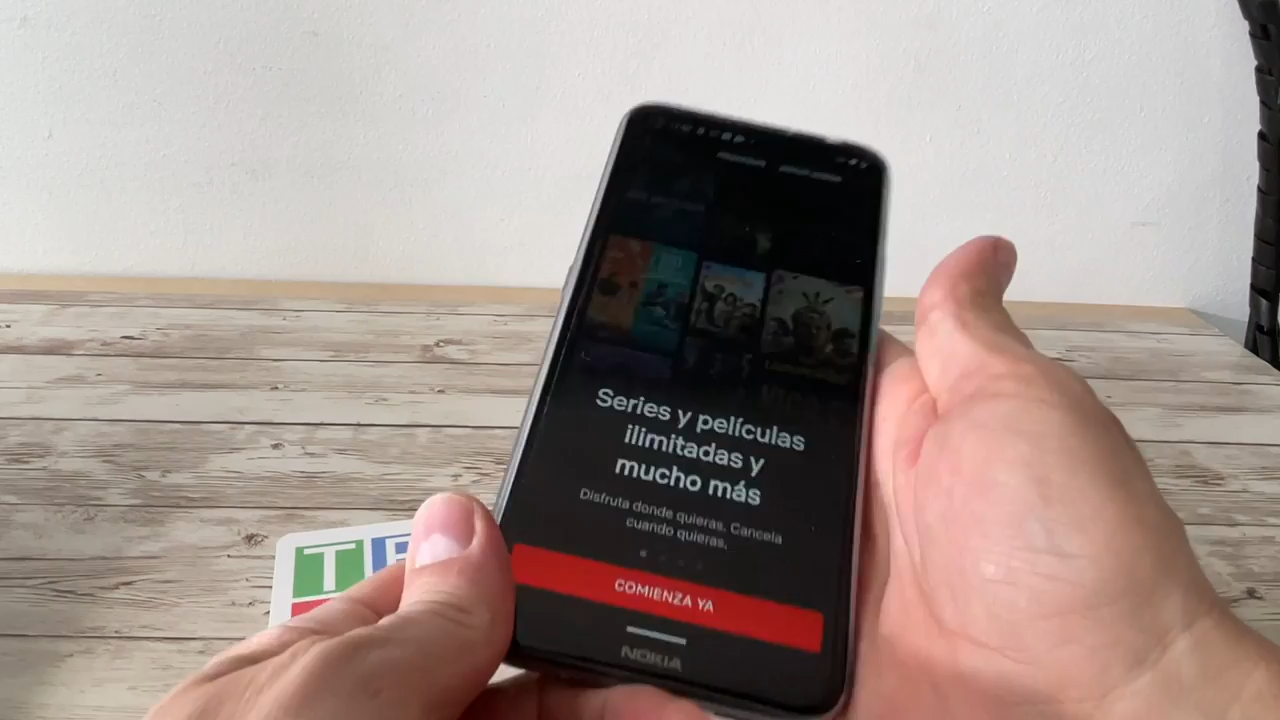 Series y películas
ilimitadas y
mucho más
Disfruta donde quieras. Cancela
cuando quieras.
COMIENZA YA
NOKIA
T